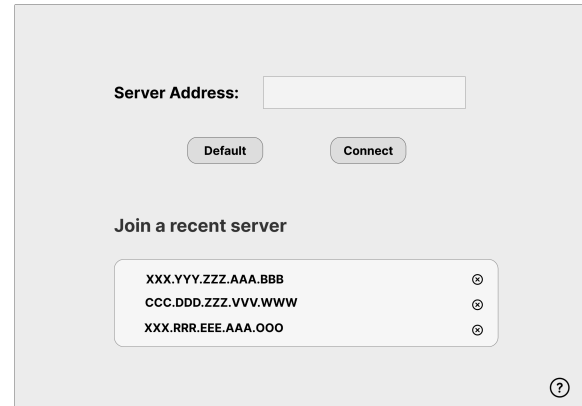 Server Address:
Default Connect
Join a recent server
XXX.YYY.ZZZ.AAA.BBB
CCC.DDD.ZZZ.VVV.WWW
XXX.RRR.EEE.AAA.OOO
?